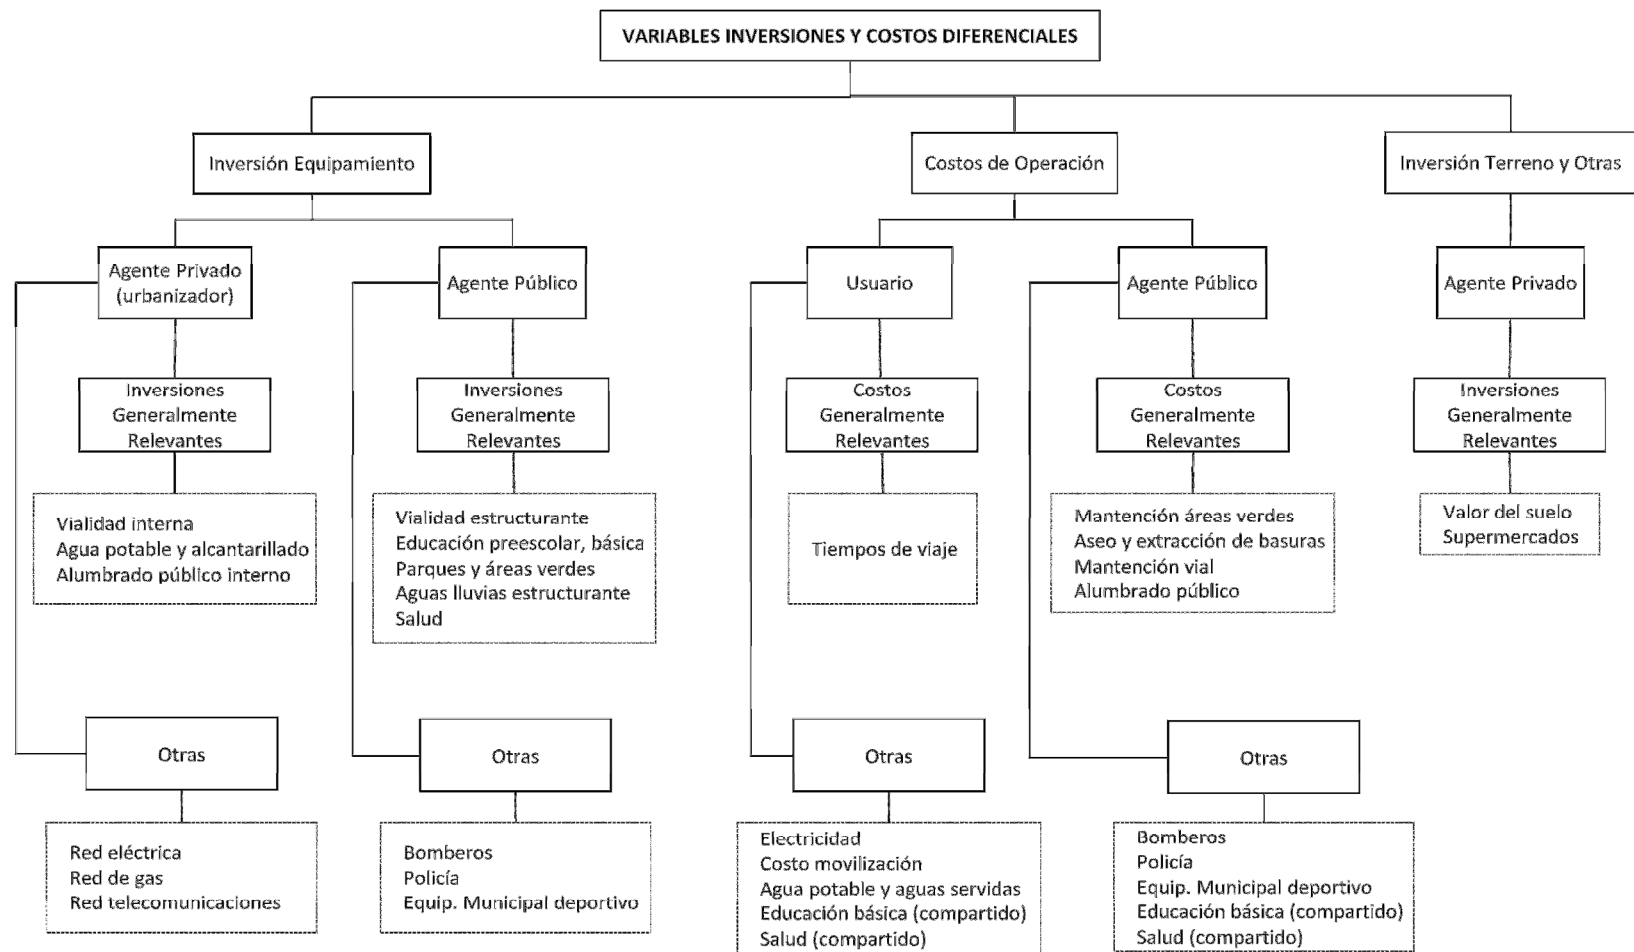 VARIABLES INVERSIONES Y COSTOS DIFERENCIALES
Inversión Equipamiento
Costos de Operación
Inversión Terreno y Otras
Agente Privado
(urbanizador)
Agente Público
Usuario
Agente Público
Agente Privado
Inversiones
Generalmente
Relevantes
Inversiones
Generalmente
Relevantes
Costos
Generalmente
Relevantes
Costos
Generalmente
Relevantes
Inversiones
Generalmente
Relevantes
Vialidad interna
Agua potable y alcantarillado
Alumbrado público interno
Vialidad estructurante
Educación preescolar, básica
Parques y áreas verdes
Aguas lluvias estructurante
Salud
Tiempos de viaje
Mantención áreas verdes
Aseo y extracción de basuras
Mantención vial
Alumbrado público
Valor del suelo
Supermercados
Otras
Otras
Otras
Otras
Red eléctrica
Red de gas
Red telecomunicaciones
Bomberos
Policía
Equip. Municipal deportivo
Electricidad
Costo movilización
Agua potable y aguas servidas
Educación básica (compartido)
Salud (compartido)
Bomberos
Policía
Equip. Municipal deportivo
Educación básica (compartido)
Salud (compartido)